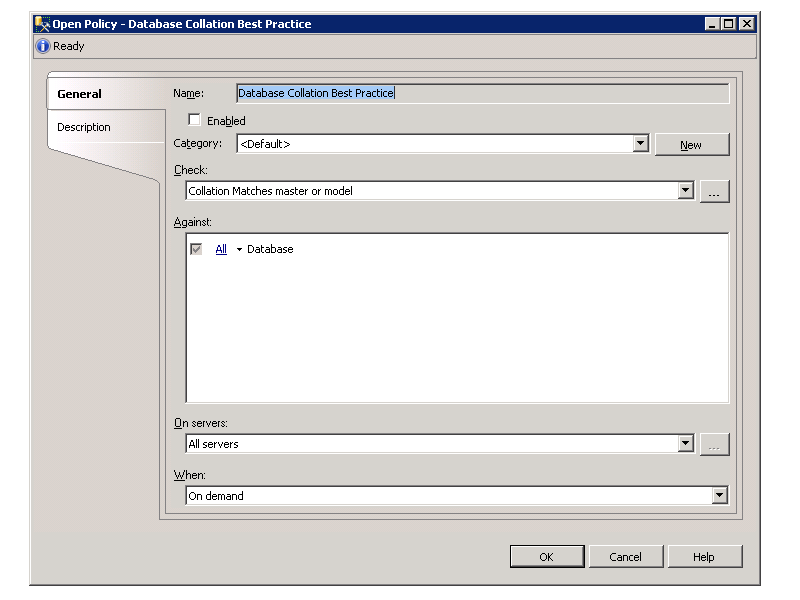 Open Policy - Database Collation Best Practice
Ready
General
Description
Name: Database Collation Best Practice
Enabled
Category: <Default> New
Check:
Collation Matches master or model ...
Against:
All Database
On servers:
All servers ...
When:
On demand
OK Cancel Help